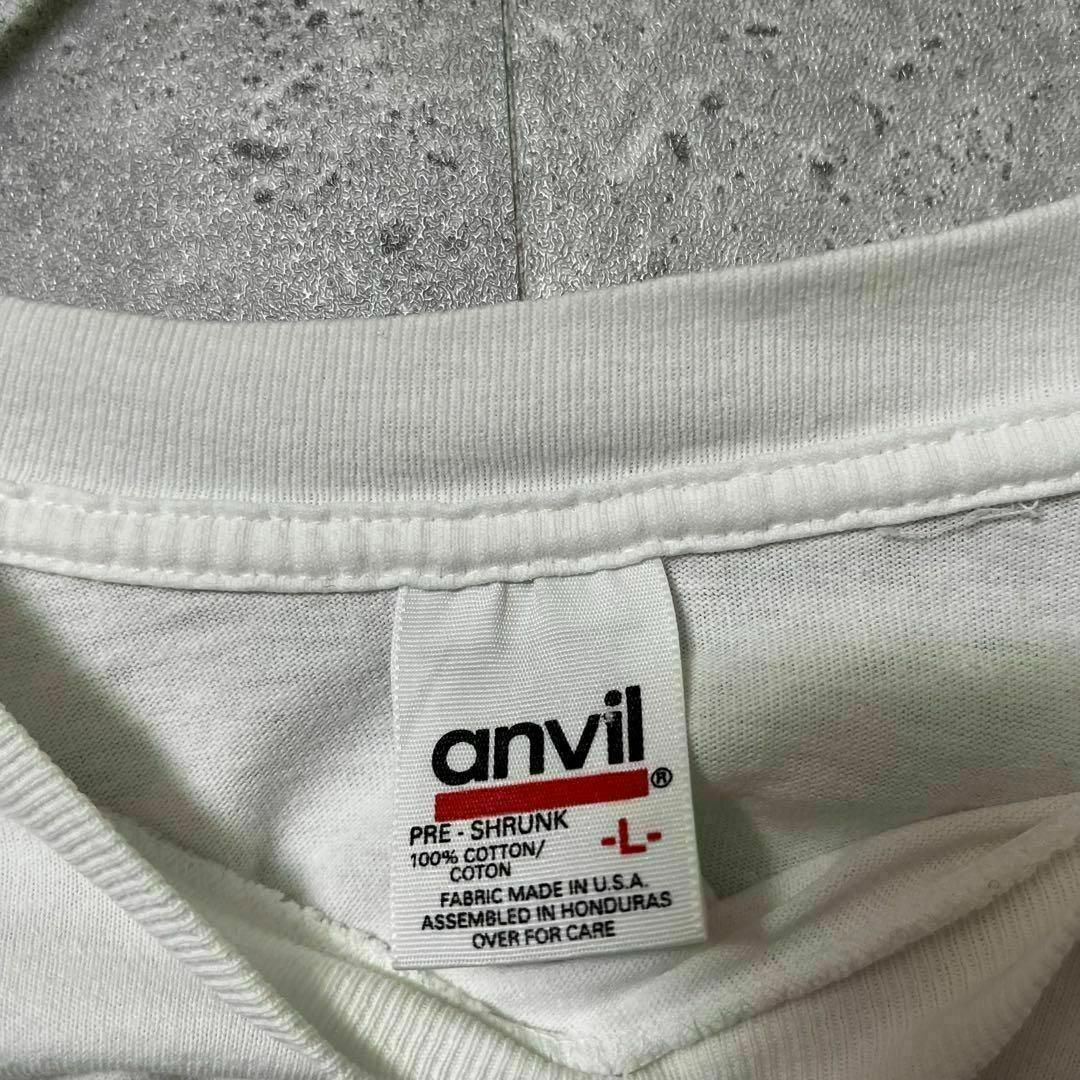 anvil®
PRE - SHRUNK -L-
100% COTTON/
COTON
FABRIC MADE IN U.S.A.
ASSEMBLED IN HONDURAS
OVER FOR CARE